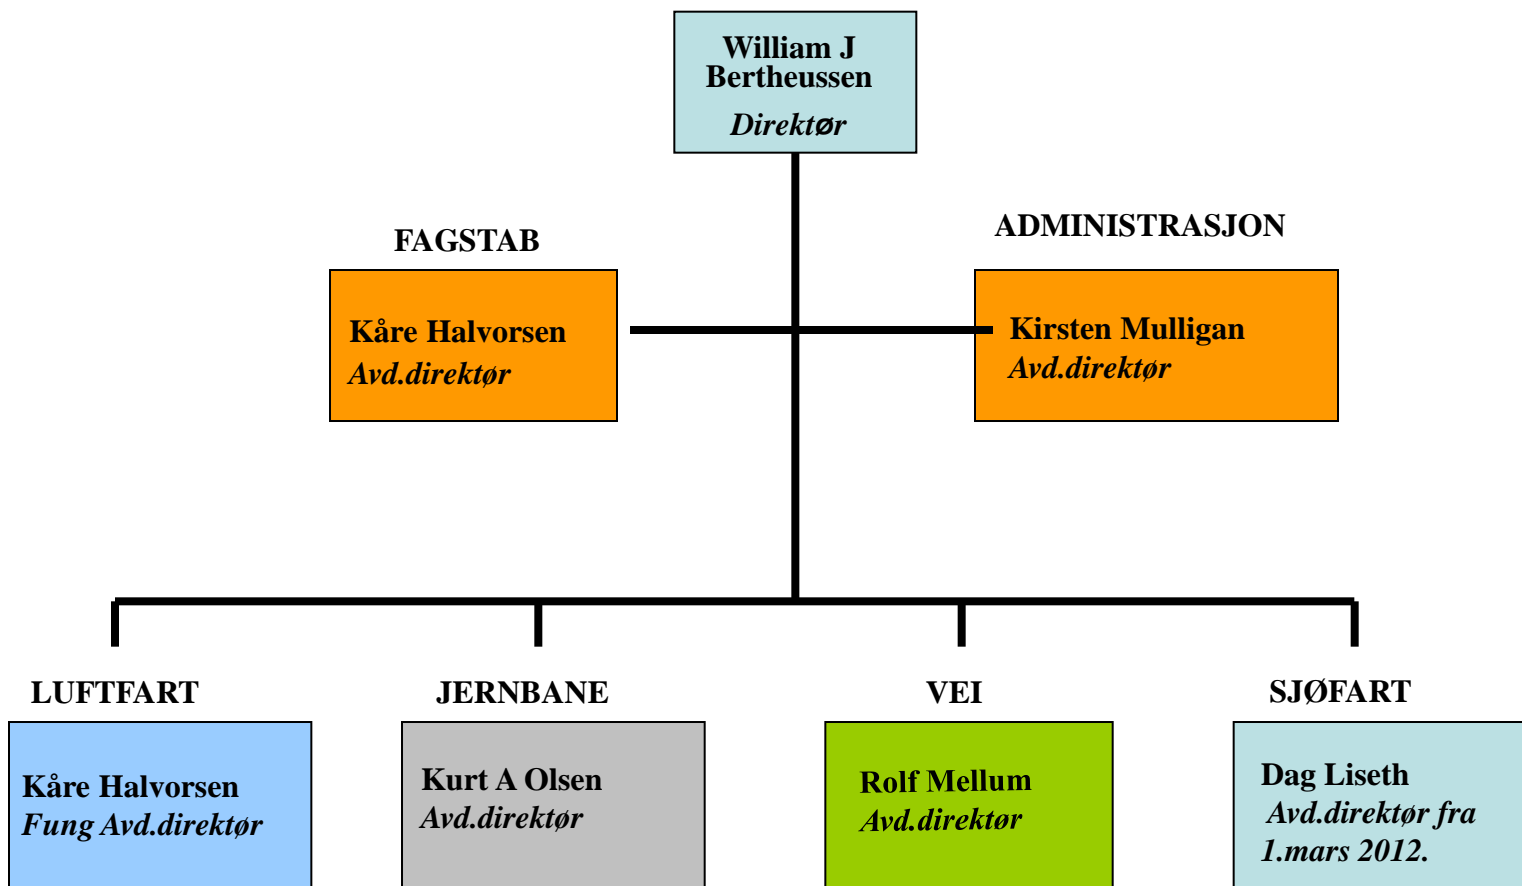 William J
Bertheussen
Direktør
FAGSTAB
ADMINISTRASJON
Kåre Halvorsen
Avd.direktør
Kirsten Mulligan
Avd.direktør
LUFTFART
JERNBANE
VEI
SJØFART
Kåre Halvorsen
Fung Avd.direktør
Kurt A Olsen
Avd.direktør
Rolf Mellum
Avd.direktør
Dag Liseth
Avd.direktør fra
1.mars 2012.